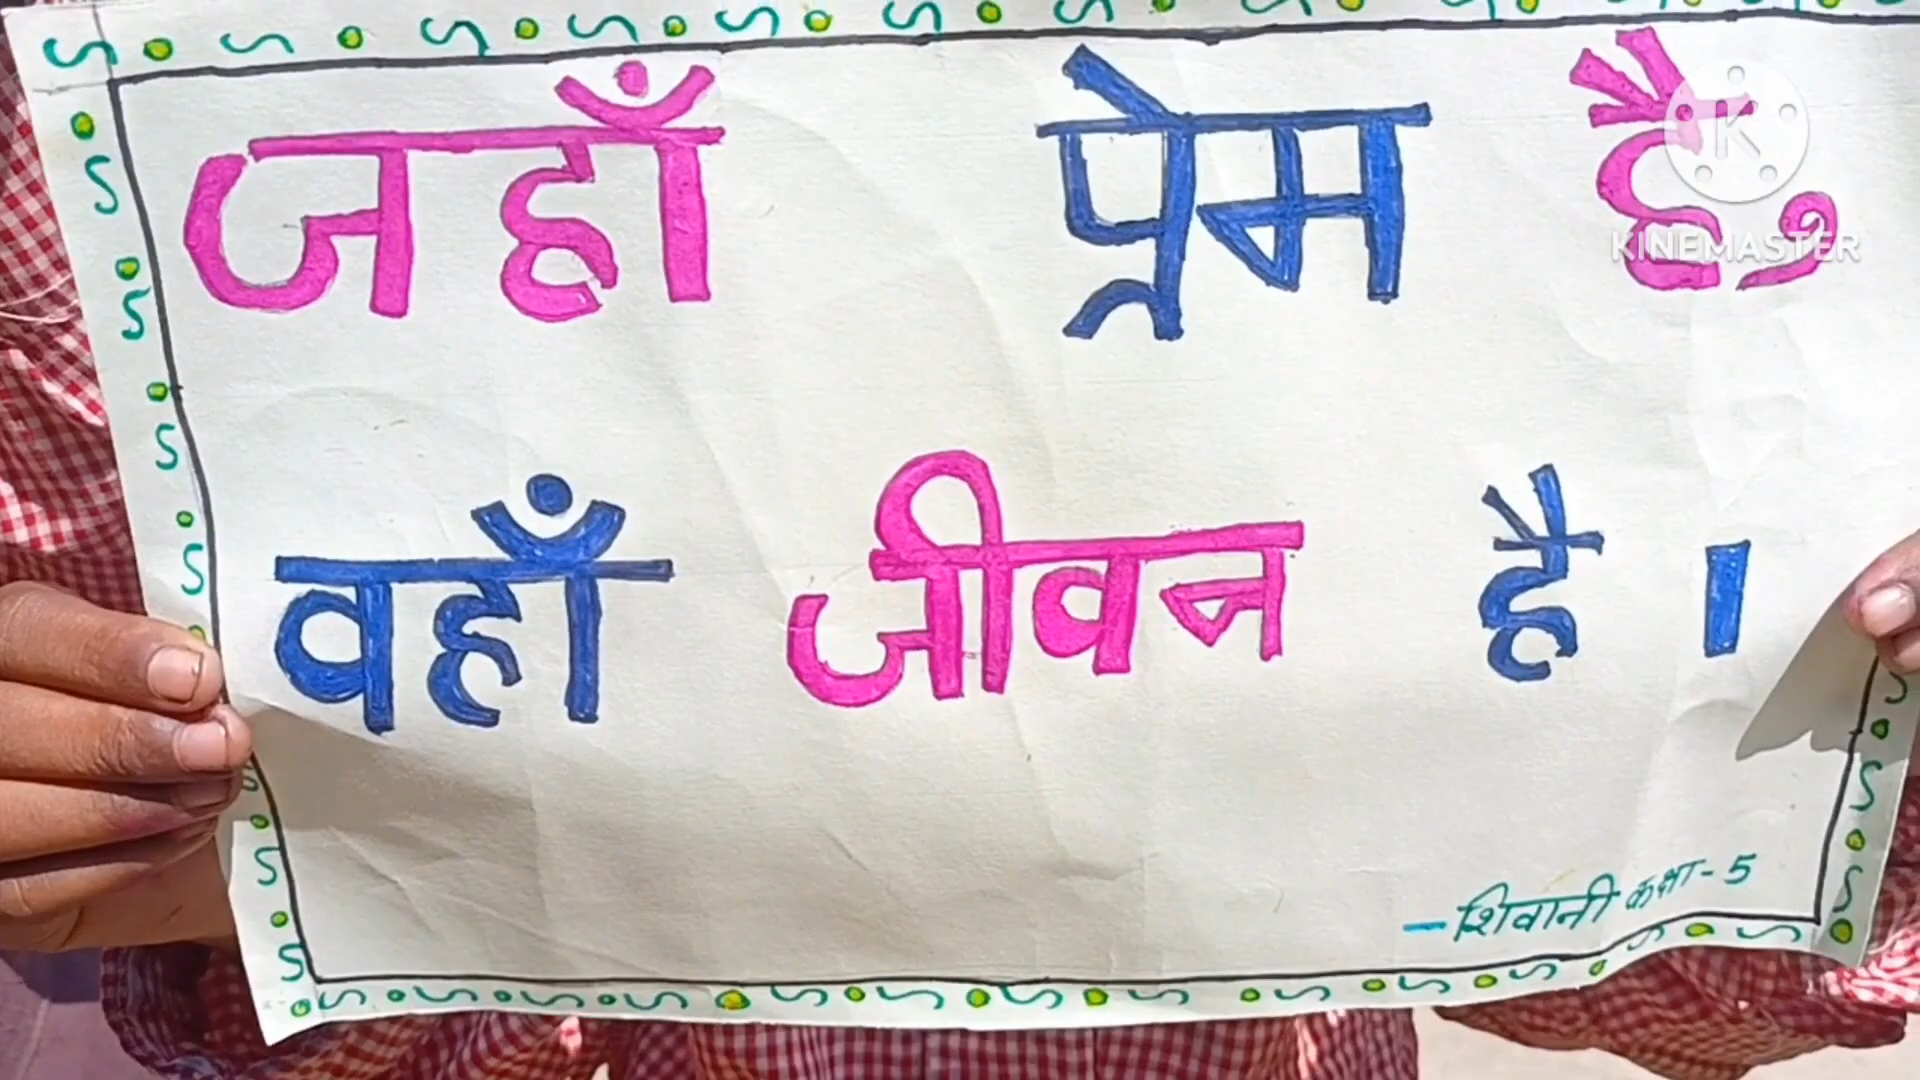 जहाँ प्रेम है,
वहाँ जीवन है ।
- शिवानी कक्षा - 5
KINEMASTER